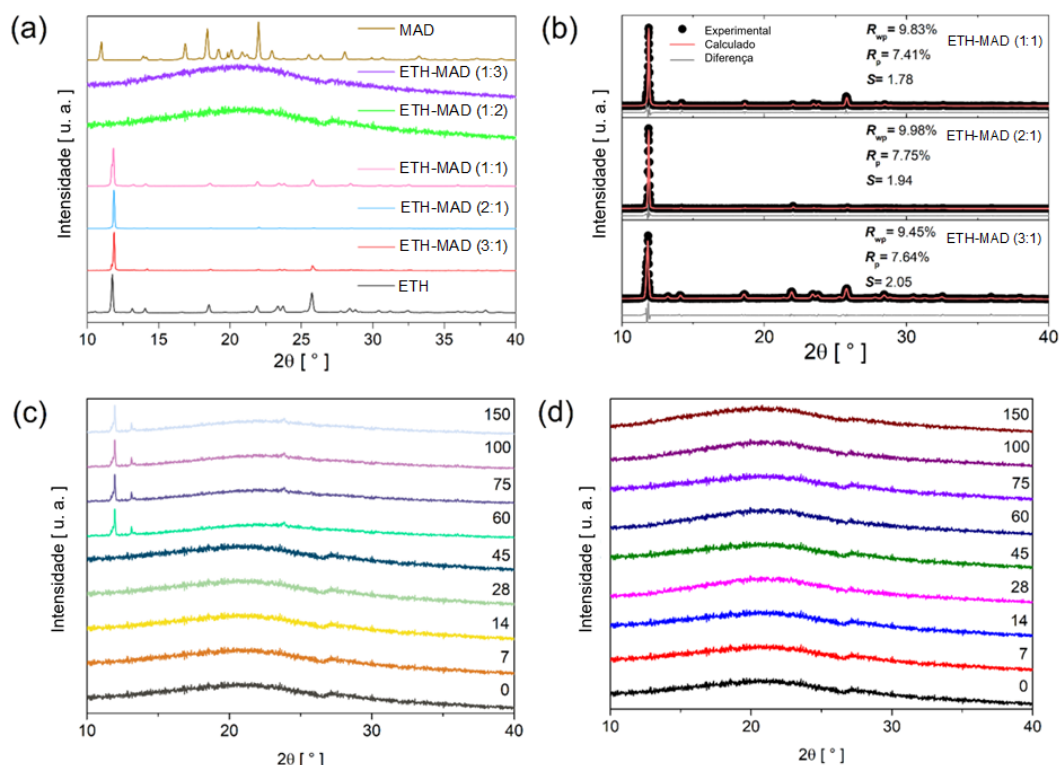 (a)
MAD
ETH-MAD (1:3)
ETH-MAD (1:2)
ETH-MAD (1:1)
ETH-MAD (2:1)
ETH-MAD (3:1)
ETH
Intensidade [ u. a. ]
10 15 20 25 30 35 40
2θ [ ° ]
(b)
Experimental
Calculado
Diferença
Rwp = 9.83%
Rp = 7.41%
S= 1.78
ETH-MAD (1:1)
Rwp = 9.98%
Rp = 7.75%
S= 1.94
ETH-MAD (2:1)
Rwp = 9.45%
Rp = 7.64%
S= 2.05
ETH-MAD (3:1)
Intensidade [ u. a. ]
10 20 30 40
2θ [ ° ]
(c)
150
100
75
60
45
28
14
7
0
Intensidade [ u. a. ]
10 20 30 40
2θ [ ° ]
(d)
150
100
75
60
45
28
14
7
0
Intensidade [ u. a. ]
10 20 30 40
2θ [ ° ]